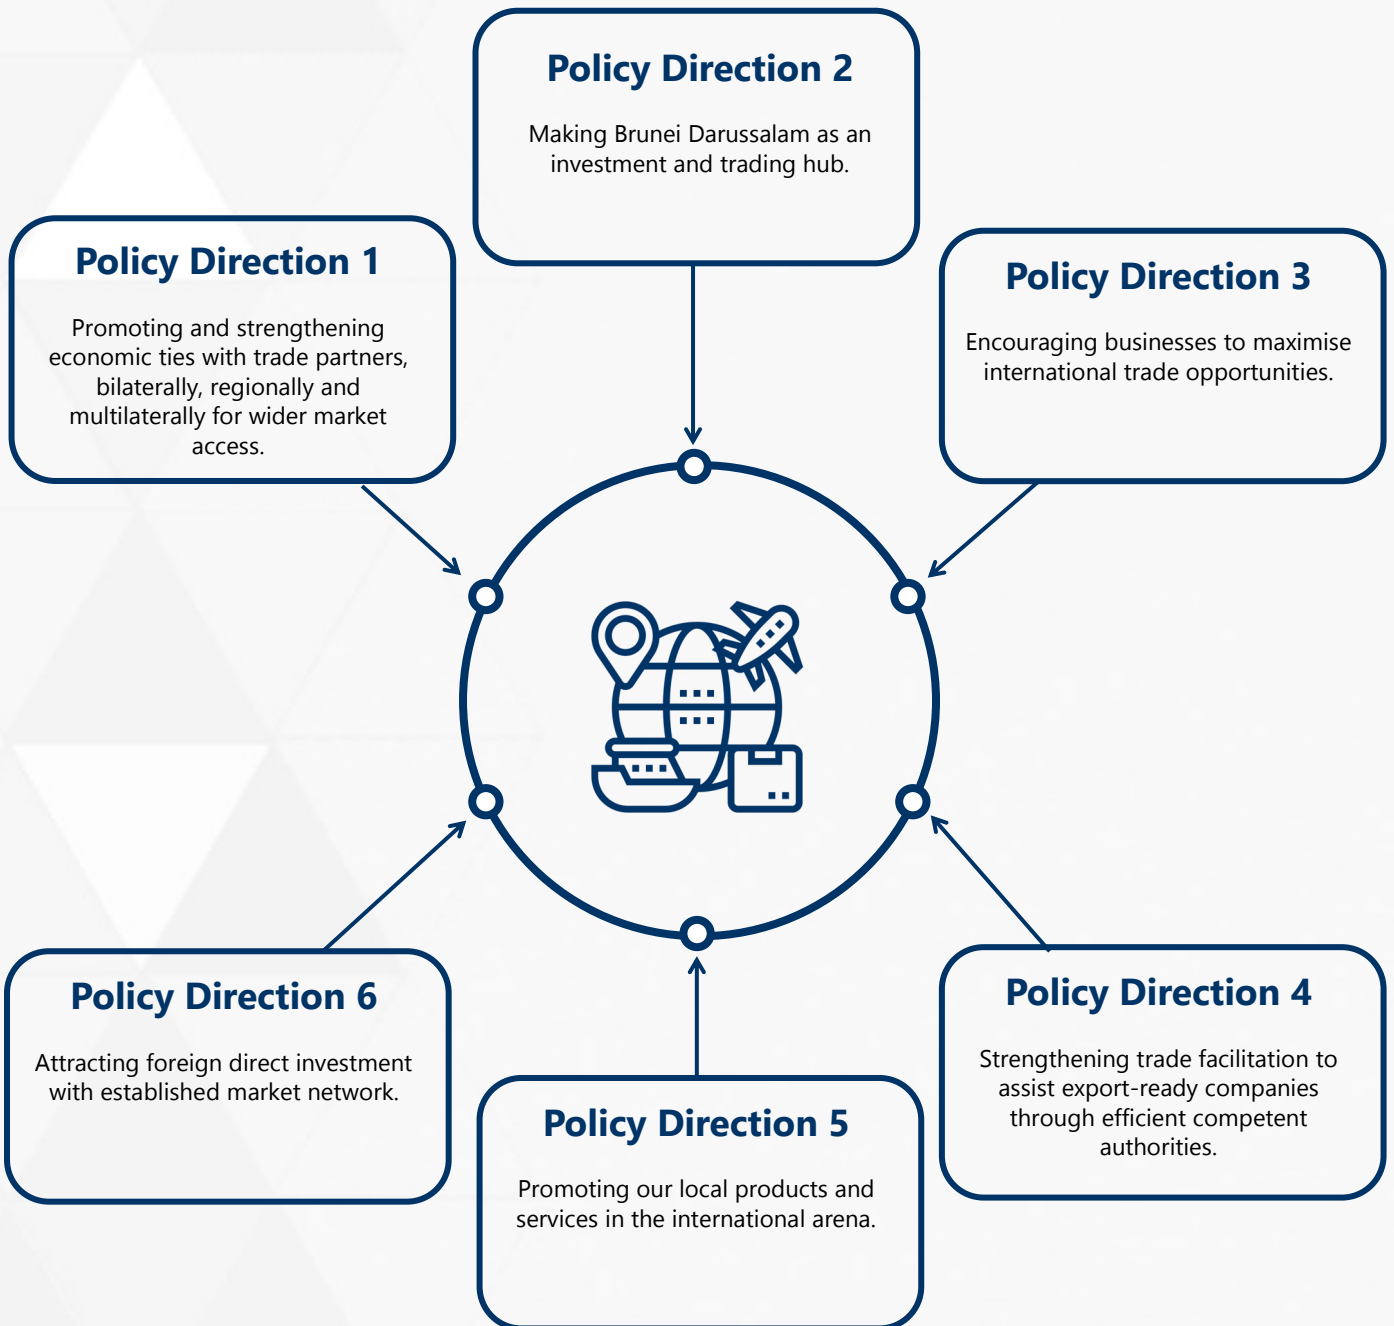 Policy Direction 1
Promoting and strengthening
economic ties with trade partners,
bilaterally, regionally and
multilaterally for wider market
access.
Policy Direction 2
Making Brunei Darussalam as an
investment and trading hub.
Policy Direction 3
Encouraging businesses to maximise
international trade opportunities.
Policy Direction 4
Strengthening trade facilitation to
assist export-ready companies
through efficient competent
authorities.
Policy Direction 5
Promoting our local products and
services in the international arena.
Policy Direction 6
Attracting foreign direct investment
with established market network.